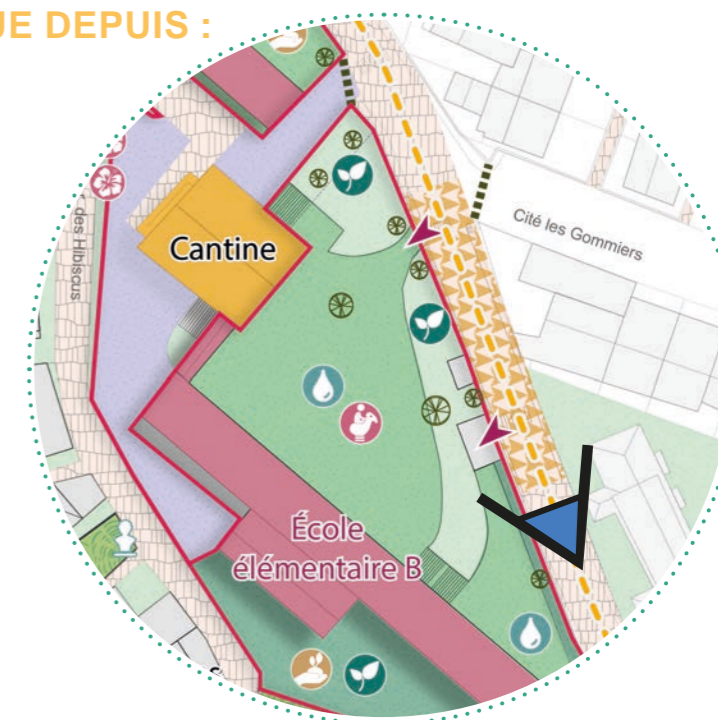 UE DEPUIS :
Cantine
des Hibiscus
Cité les Gommiers
École
élémentaire B